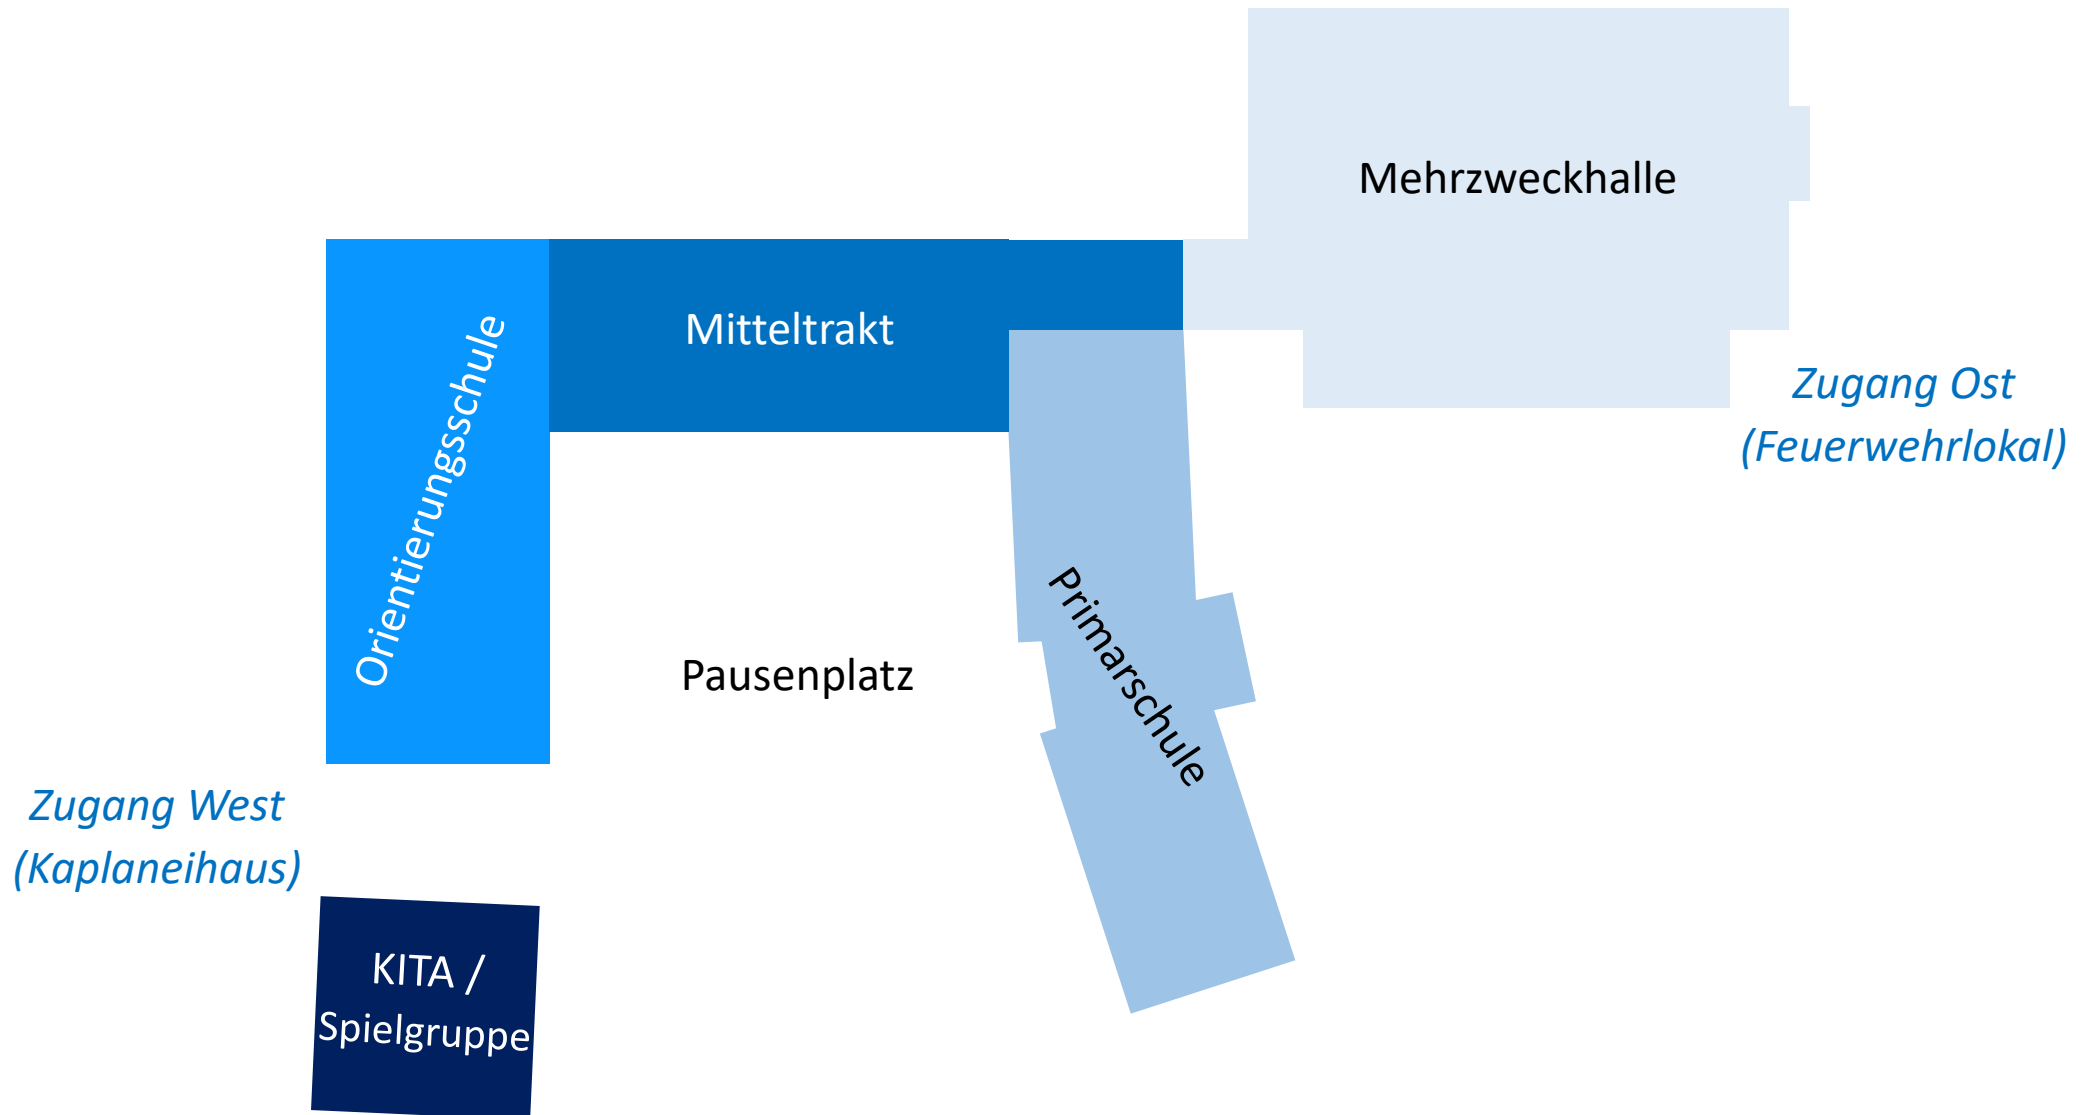 Mehrzweckhalle
Mitteltrakt
Orientierungsschule
Zugang Ost
(Feuerwehrlokal)
Primarschule
Pausenplatz
Zugang West
(Kaplaneihaus)
KITA /
Spielgruppe